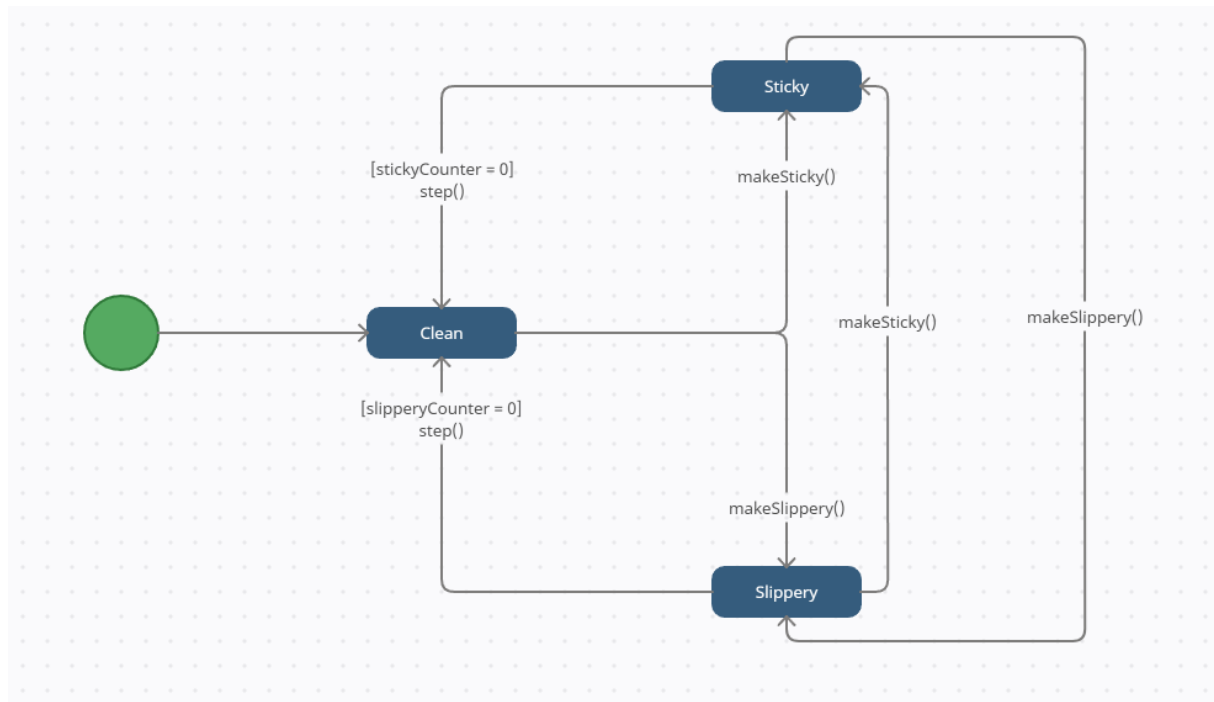 Sticky
[stickyCounter = 0]
step()
makeSticky()
makeSticky()
makeSlippery()
Clean
[slipperyCounter = 0]
step()
makeSlippery()
Slippery